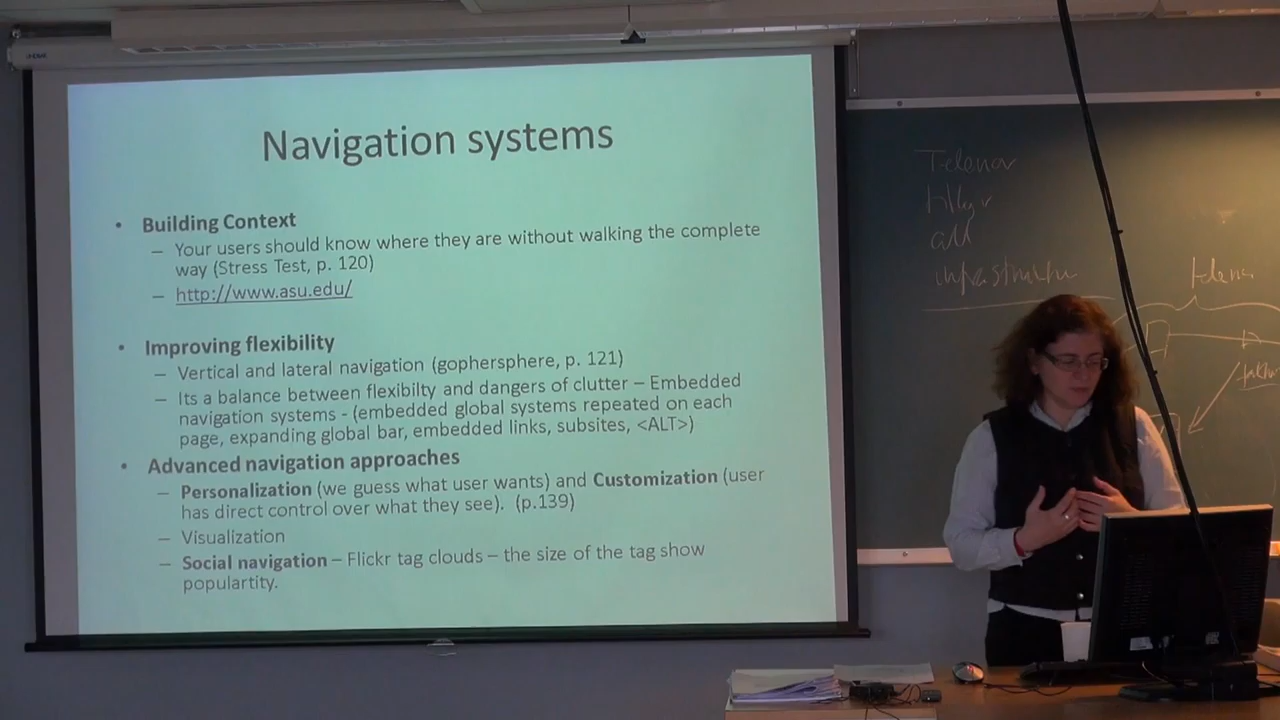 Navigation systems
• Building Context
– Your users should know where they are without walking the complete
way (Stress Test, p. 120)
– http://www.asu.edu/
• Improving flexibility
– Vertical and lateral navigation (gophersphere, p. 121)
– Its a balance between flexibilty and dangers of clutter – Embedded
navigation systems - (embedded global systems repeated on each
page, expanding global bar, embedded links, subsites, <ALT>)
• Advanced navigation approaches
– Personalization (we guess what user wants) and Customization (user
has direct control over what they see). (p.139)
– Visualization
– Social navigation – Flickr tag clouds – the size of the tag show
popartity.
Telenor